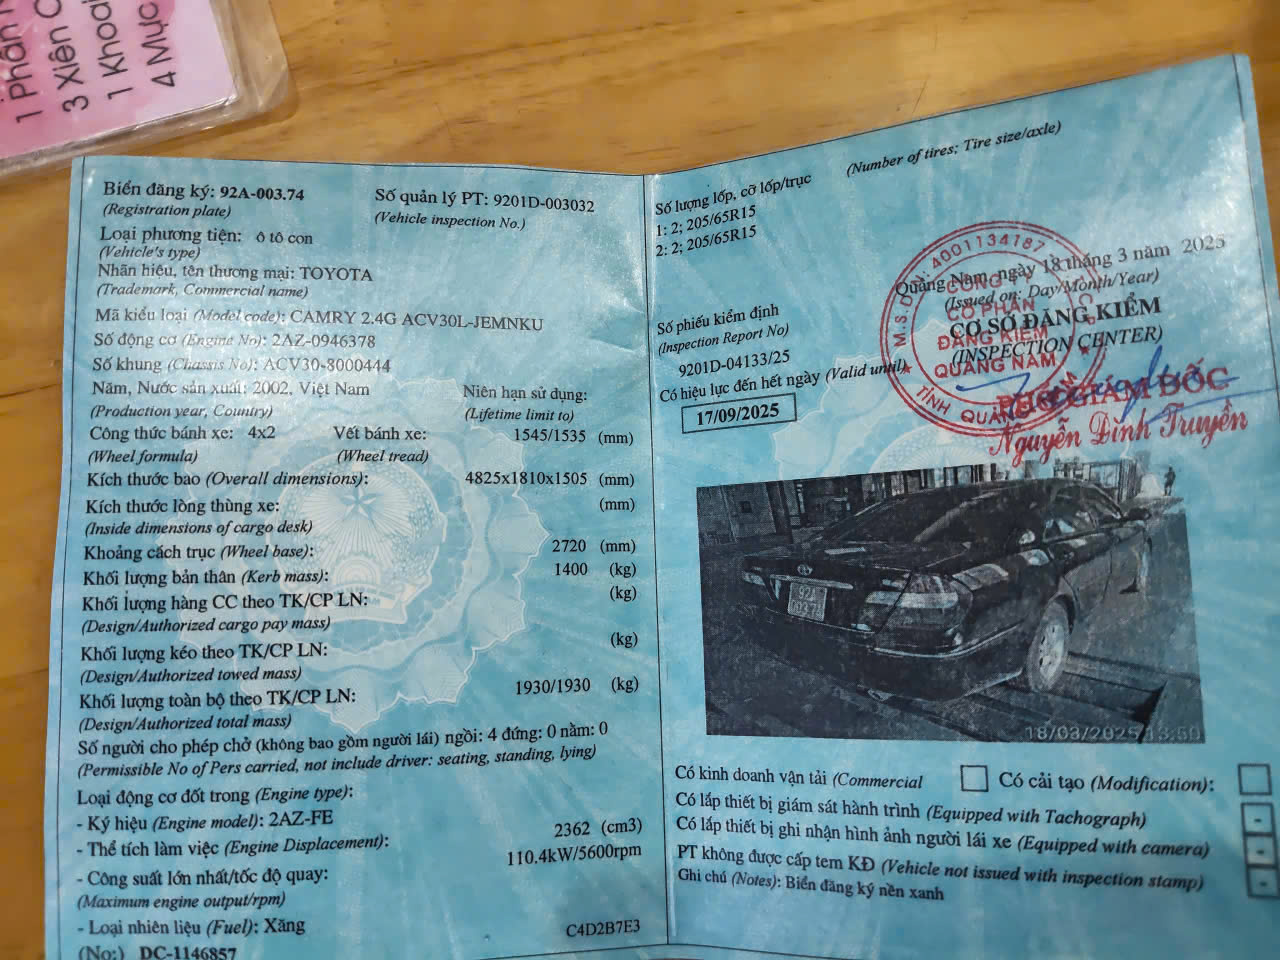 1 Phần
3 Xiên
1 Khoai
4 Mực
Biển đăng ký: 92A-003.74
(Registration plate)
Số quản lý PT: 9201D-003032
(Vehicle inspection No.)
Loại phương tiện: ô tô con
(Vehicle's type)
Nhãn hiệu, tên thương mại: TOYOTA
(Trademark, Commercial name)
Mã kiểu loại (Model code): CAMRY 2.4G ACV30L-JEMNKU
Số động cơ (Engine No): 2AZ-0946378
Số khung (Chassis No): ACV30-8000444
Năm, Nước sản xuất: 2002, Việt Nam
(Production year, Country)
Niên hạn sử dụng:
(Lifetime limit to)
Công thức bánh xe: 4x2
(Wheel formula)
Vết bánh xe: 1545/1535 (mm)
(Wheel tread)
Kích thước bao (Overall dimensions): 4825x1810x1505 (mm)
Kích thước lòng thùng xe: (mm)
(Inside dimensions of cargo desk)
Khoảng cách trục (Wheel base): 2720 (mm)
Khối lượng bản thân (Kerb mass): 1400 (kg)
Khối lượng hàng CC theo TK/CP LN: (kg)
(Design/Authorized cargo pay mass)
Khối lượng kéo theo TK/CP LN: (kg)
(Design/Authorized towed mass)
Khối lượng toàn bộ theo TK/CP LN: 1930/1930 (kg)
(Design/Authorized total mass)
Số người cho phép chở (không bao gồm người lái) ngồi: 4 đứng: 0 nằm: 0
(Permissible No of Pers carried, not include driver: seating, standing, lying)
Loại động cơ đốt trong (Engine type):
- Ký hiệu (Engine model): 2AZ-FE
- Thể tích làm việc (Engine Displacement): 2362 (cm3)
- Công suất lớn nhất/tốc độ quay: 110.4kW/5600rpm
(Maximum engine output/rpm)
- Loại nhiên liệu (Fuel): Xăng
C4D2B7E3
(No:) DC-1146857
(Number of tires; Tire size/axle)
Số lượng lốp, cỡ lốp/trục
1: 2; 205/65R15
2: 2; 205/65R15
Quảng Nam, ngày 18 tháng 3 năm 2025
(Issued on: Day/Month/Year)
CƠ SỞ ĐĂNG KIỂM
(INSPECTION CENTER)
M.S.D.N: 4001134187
CÔNG TY
CỔ PHẦN
ĐĂNG KIỂM
QUẢNG NAM
TỈNH QUẢNG NAM
PHÓ GIÁM ĐỐC
Nguyễn Đình Truyền
Số phiếu kiểm định
(Inspection Report No)
9201D-04133/25
Có hiệu lực đến hết ngày (Valid until)
17/09/2025
18/03/2025 13:50
Có kinh doanh vận tải (Commercial
Có cải tạo (Modification):
Có lắp thiết bị giám sát hành trình (Equipped with Tachograph) -
Có lắp thiết bị ghi nhận hình ảnh người lái xe (Equipped with camera) -
PT không được cấp tem KĐ (Vehicle not issued with inspection stamp) -
Ghi chú (Notes): Biển đăng ký nền xanh